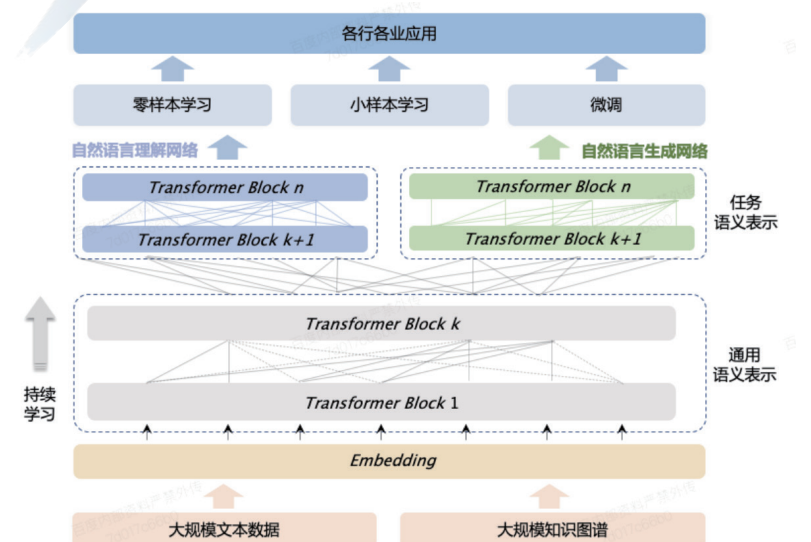 各行各业应用
零样本学习
小样本学习
微调
自然语言理解网络
自然语言生成网络
Transformer Block n
Transformer Block n
Transformer Block k+1
Transformer Block k+1
任务
语义表示
Transformer Block k
Transformer Block 1
通用
语义表示
持续
学习
Embedding
大规模文本数据
大规模知识图谱